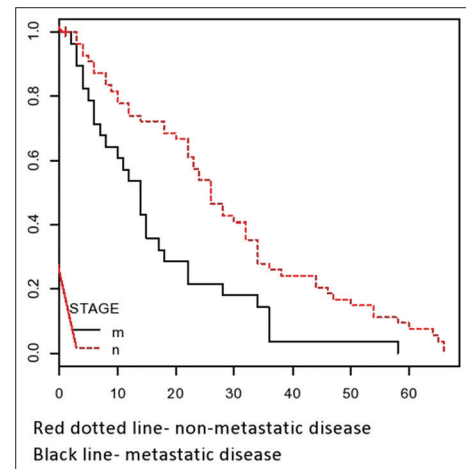 1.0
0.8
0.6
0.4
0.2
0.0
STAGE
m
n
0 10 20 30 40 50 60
Red dotted line- non-metastatic disease
Black line- metastatic disease